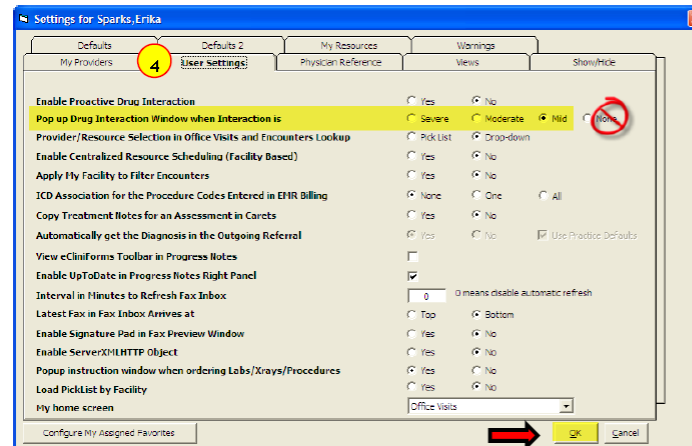 Settings for Sparks,Erika
Defaults Defaults 2 My Resources Warnings
My Providers 4 User Settings Physician Reference Views Show/Hide
Enable Proactive Drug Interaction Yes No
Pop up Drug Interaction Window when Interaction is Severe Moderate Mid None
Provider/Resource Selection in Office Visits and Encounters Lookup Pick List Drop-down
Enable Centralized Resource Scheduling (Facility Based) Yes No
Apply My Facility to Filter Encounters Yes No
ICD Association for the Procedure Codes Entered in EMR Billing None One All
Copy Treatment Notes for an Assessment in Carets Yes No
Automatically get the Diagnosis in the Outgoing Referral Yes No Use Practice Defaults
View eCliniForms Toolbar in Progress Notes
Enable UpToDate in Progress Notes Right Panel
Interval in Minutes to Refresh Fax Inbox 0 0 means disable automatic refresh
Latest Fax in Fax Inbox Arrives at Top Bottom
Enable Signature Pad in Fax Preview Window Yes No
Enable ServerXMLHTTP Object Yes No
Popup instruction window when ordering Labs/Xrays/Procedures Yes No
Load PickList by Facility Yes No
My home screen Office Visits
Configure My Assigned Favorites OK Cancel